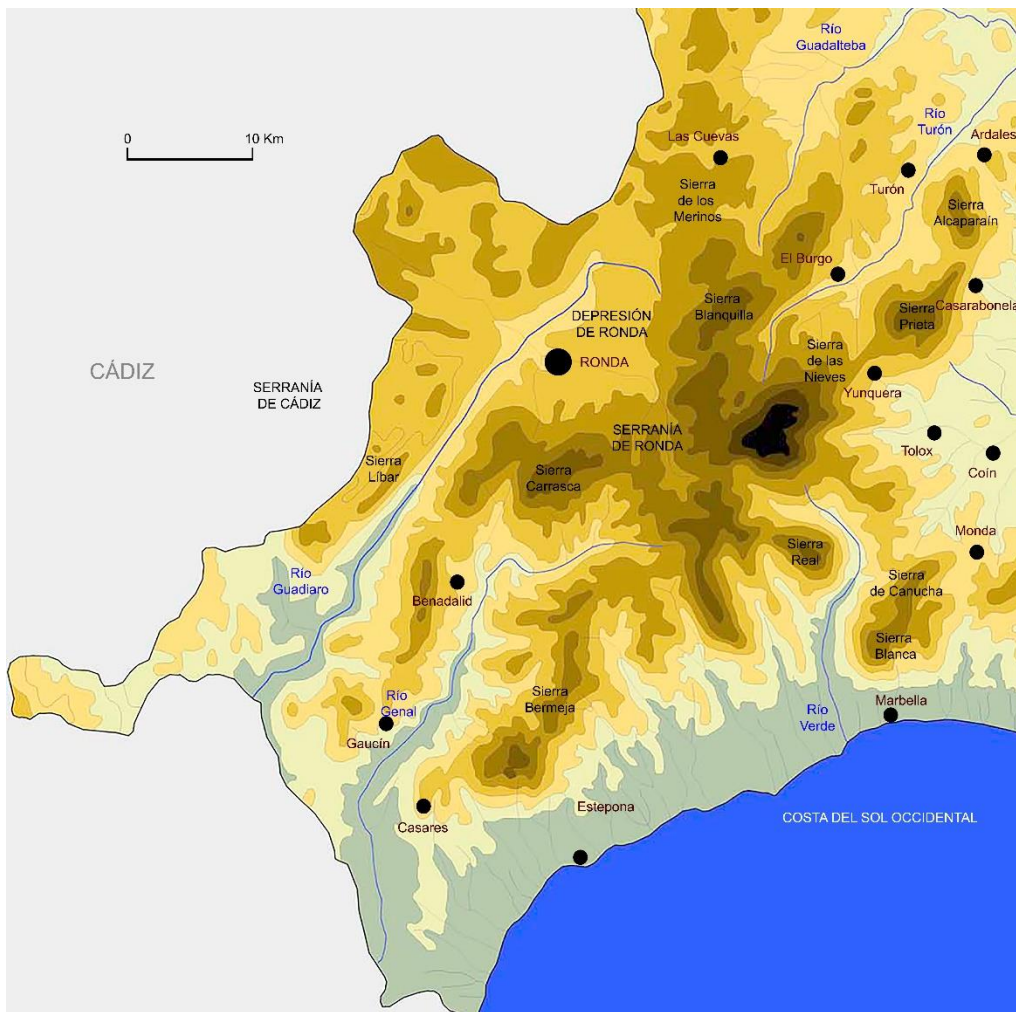 Río
Guadalteba
0
10 Km
Río
Turón
Las Cuevas
Ardales
Turón
Sierra
de los
Merinos
Sierra
Alcaparaín
El Burgo
Sierra
Blanquilla
Casarabonela
Sierra
Prieta
DEPRESIÓN
DE RONDA
Sierra
de las
Nieves
RONDA
CÁDIZ
SERRANÍA
DE CÁDIZ
Yunquera
SERRANÍA
DE RONDA
Tolox
Sierra
Líbar
Sierra
Carrasca
Coín
Monda
Sierra
Real
Río
Guadiaro
Benadalid
Sierra
de Canucha
Sierra
Blanca
Sierra
Bermeja
Río
Genal
Marbella
Río
Verde
Gaucín
Estepona
COSTA DEL SOL OCCIDENTAL
Casares